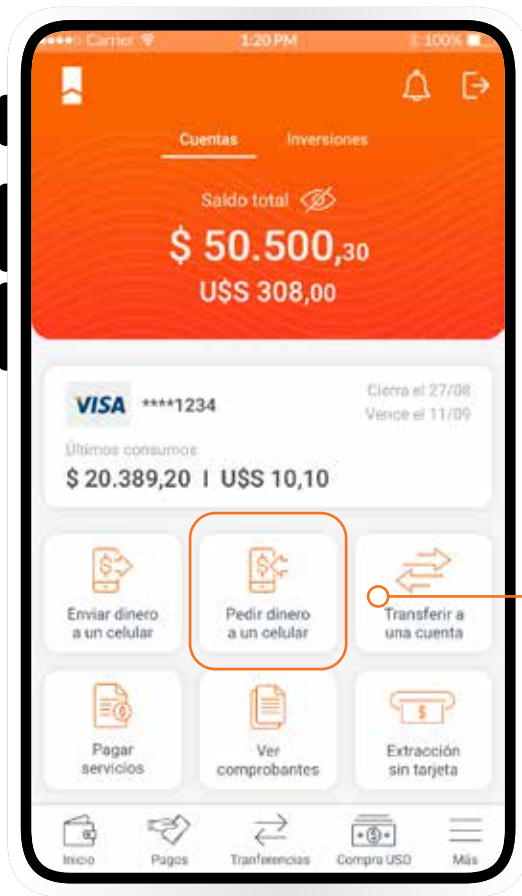 Carrier 1:20 PM 100%
Cuentas Inversiones
Saldo total
$ 50.500,30
U$S 308,00
VISA ****1234
Cierra el 27/08
Vence el 11/09
Últimos consumos
$ 20.389,20 I U$S 10,10
Enviar dinero
a un celular
Pedir dinero
a un celular
Transferir a
una cuenta
Pagar
servicios
Ver
comprobantes
Extracción
sin tarjeta
Inicio Pagos Tranferencias Compra USD Más